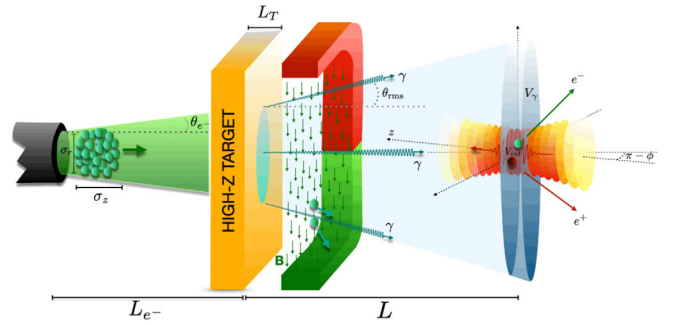 L_T
γ
θ_rms
e⁻
V_γ
θ_e⁻
σ_r
HIGH-Z TARGET
z
V_int
π − ϕ
γ
σ_z
γ
e⁺
B
L_e⁻
L